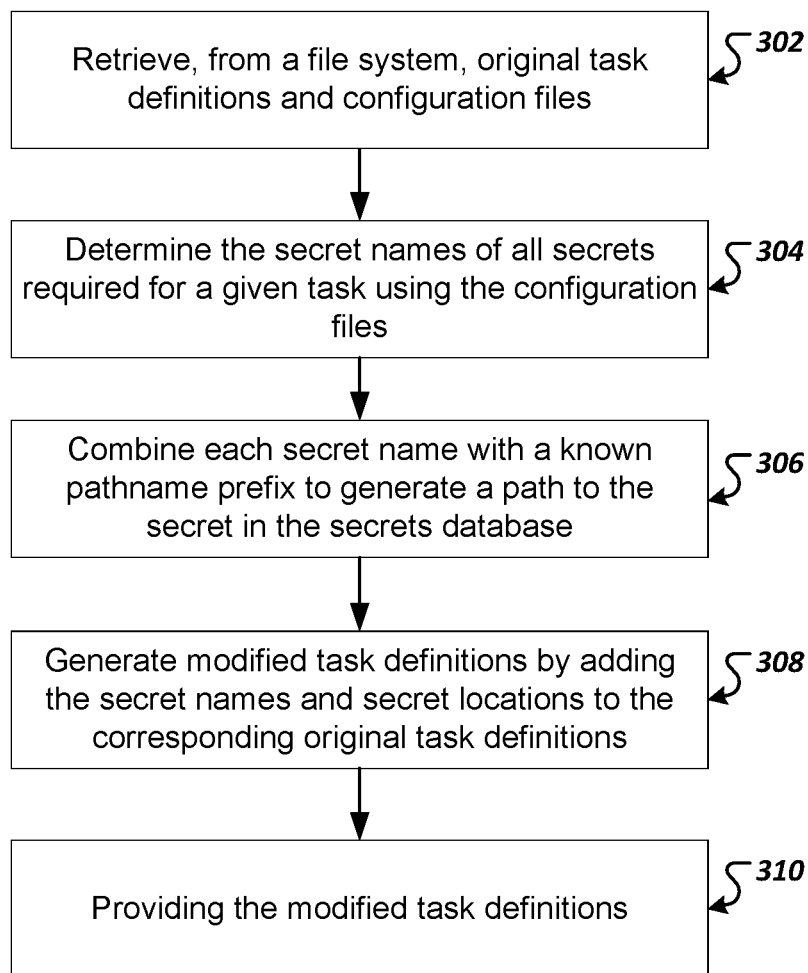 Retrieve, from a file system, original task
definitions and configuration files
302
Determine the secret names of all secrets
required for a given task using the configuration
files
304
Combine each secret name with a known
pathname prefix to generate a path to the
secret in the secrets database
306
Generate modified task definitions by adding
the secret names and secret locations to the
corresponding original task definitions
308
Providing the modified task definitions
310